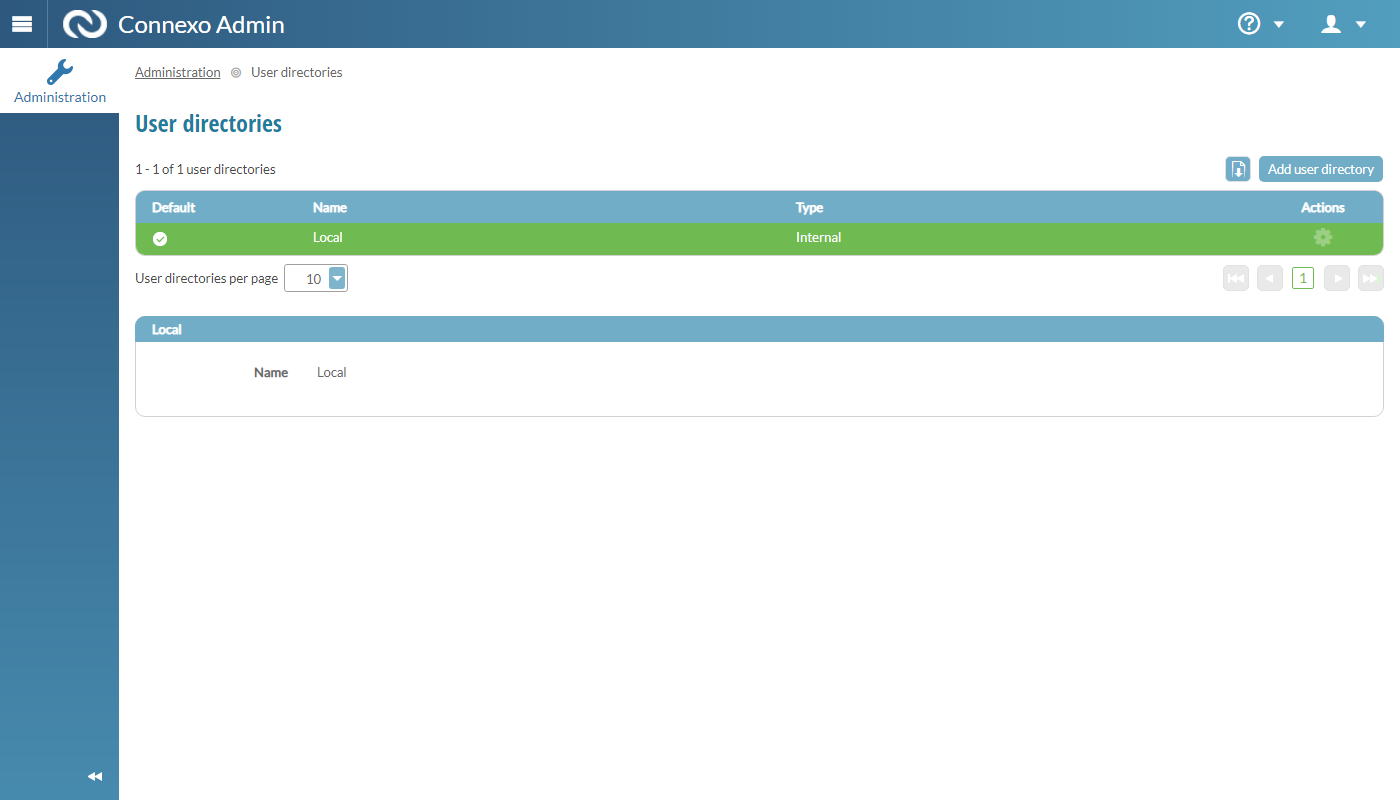 Connexo Admin
Administration
Administration User directories
User directories
1 - 1 of 1 user directories
Add user directory
Default Name Type Actions
Local Internal
User directories per page 10
1
Local
Name Local